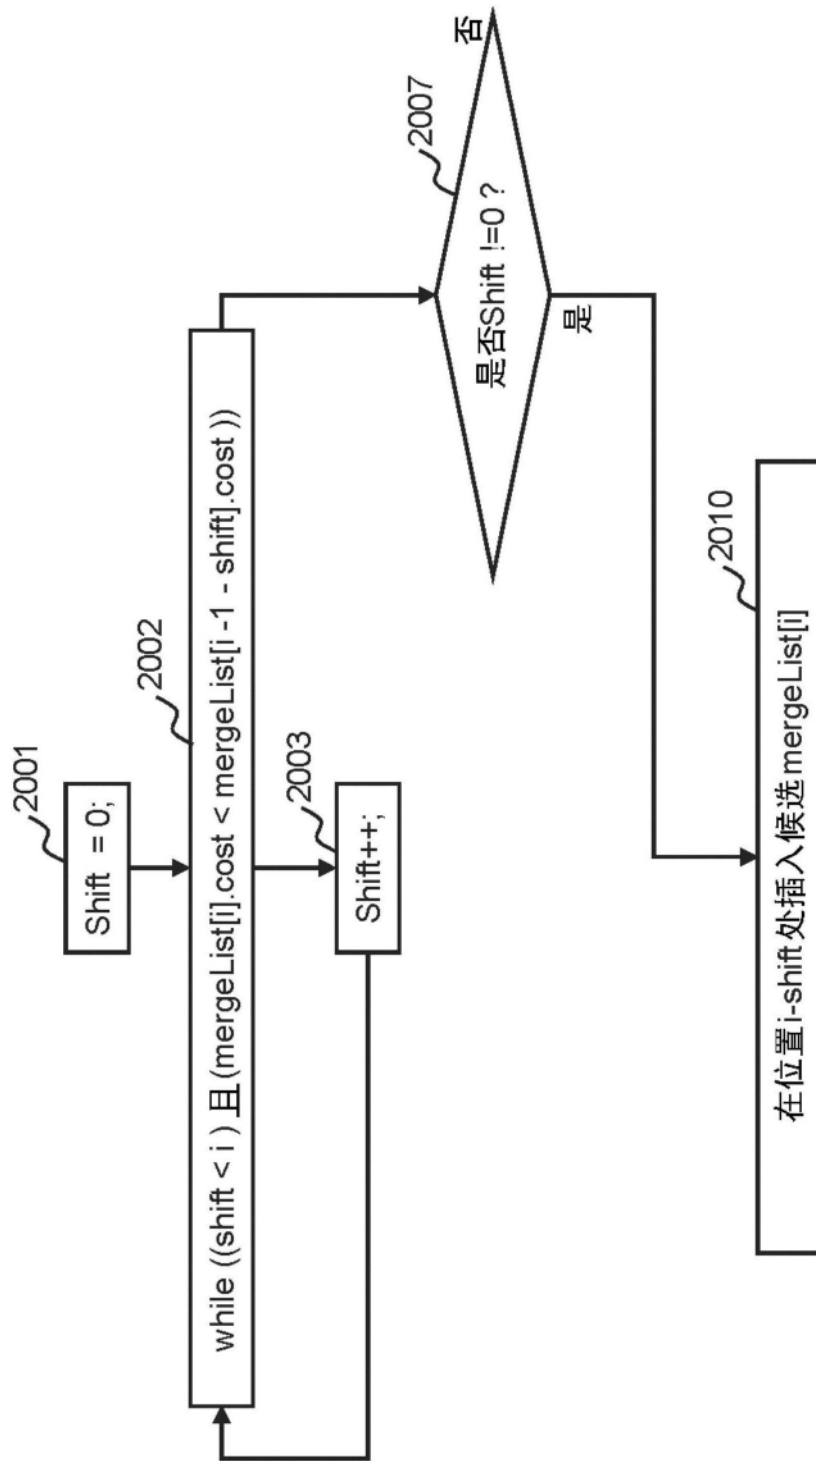 2001
Shift = 0;
2002
while ((shift < i ) 且 (mergeList[i].cost < mergeList[i -1 - shift].cost ))
2003
Shift++;
2007
是否Shift !=0 ?
否
是
2010
在位置i-shift处插入候选mergeList[i]